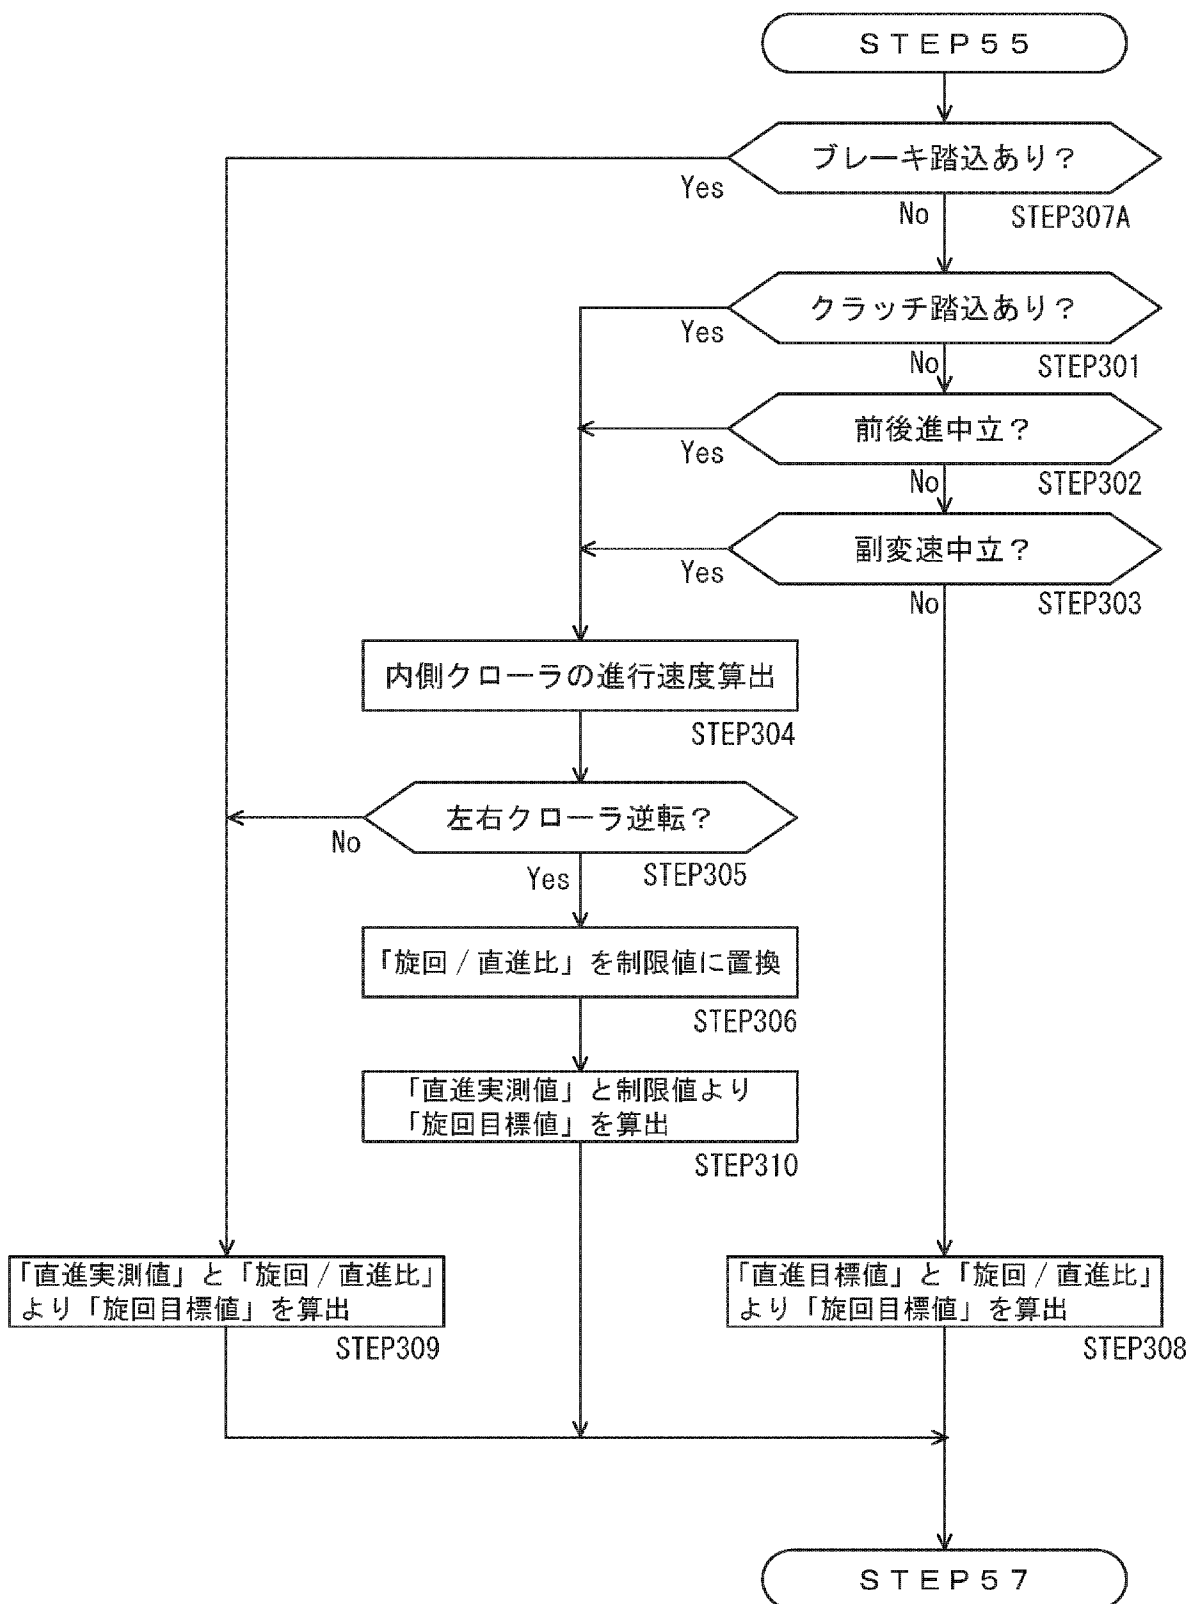 STEP55
ブレーキ踏込あり？
Yes
No
STEP307A
クラッチ踏込あり？
Yes
No
STEP301
前後進中立？
Yes
No
STEP302
副変速中立？
Yes
No
STEP303
内側クローラの進行速度算出
STEP304
左右クローラ逆転？
No
Yes
STEP305
「旋回／直進比」を制限値に置換
STEP306
「直進実測値」と制限値より
「旋回目標値」を算出
STEP310
「直進実測値」と「旋回／直進比」
より「旋回目標値」を算出
STEP309
「直進目標値」と「旋回／直進比」
より「旋回目標値」を算出
STEP308
STEP57